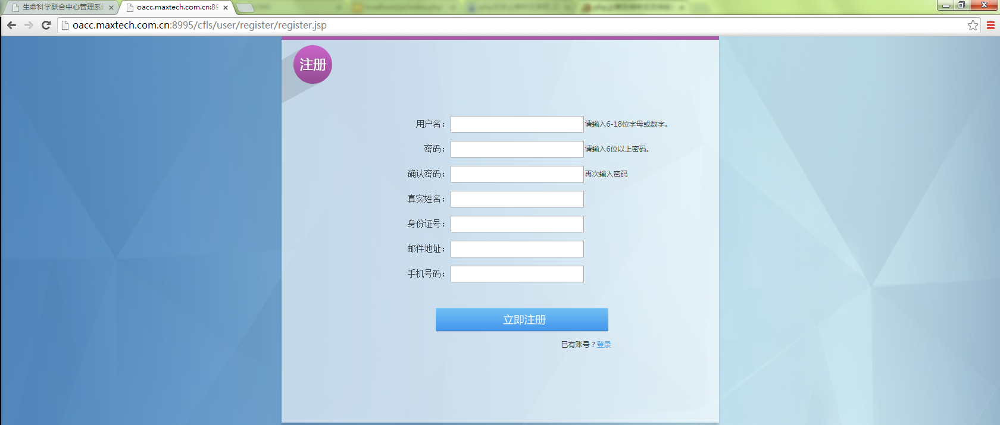 生命科学联合中心管理系
oacc.maxtech.com.cn:89
oacc.maxtech.com.cn:8995/cfls/user/register/register.jsp
注册
用户名：
请输入6-18位字母或数字。
密码：
请输入6位以上密码。
确认密码：
再次输入密码
真实姓名：
身份证号：
邮件地址：
手机号码：
立即注册
已有账号？登录